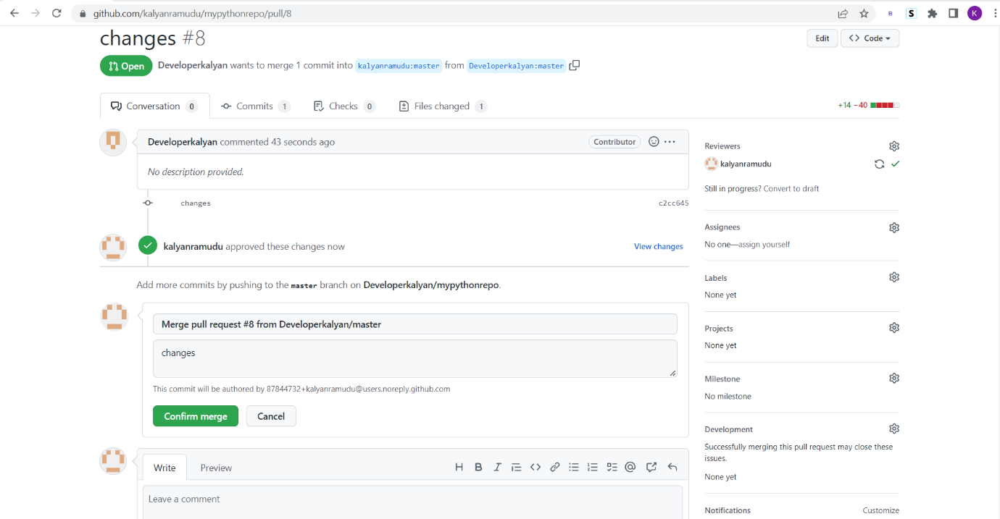 github.com/kalyanramudu/mypythonrepo/pull/8
B
S
K
changes #8
Edit
Code
Open
Developerkalyan wants to merge 1 commit into kalyanramudu:master from Developerkalyan:master
Conversation 0
Commits 1
Checks 0
Files changed 1
+14 −40
Developerkalyan commented 43 seconds ago
Contributor
No description provided.
changes
c2cc645
kalyanramudu approved these changes now
View changes
Add more commits by pushing to the master branch on Developerkalyan/mypythonrepo.
Merge pull request #8 from Developerkalyan/master
changes
This commit will be authored by 87844732+kalyanramudu@users.noreply.github.com
Confirm merge
Cancel
Write
Preview
H B I
Leave a comment
Reviewers
kalyanramudu
Still in progress? Convert to draft
Assignees
No one—assign yourself
Labels
None yet
Projects
None yet
Milestone
No milestone
Development
Successfully merging this pull request may close these
issues.
None yet
Notifications
Customize